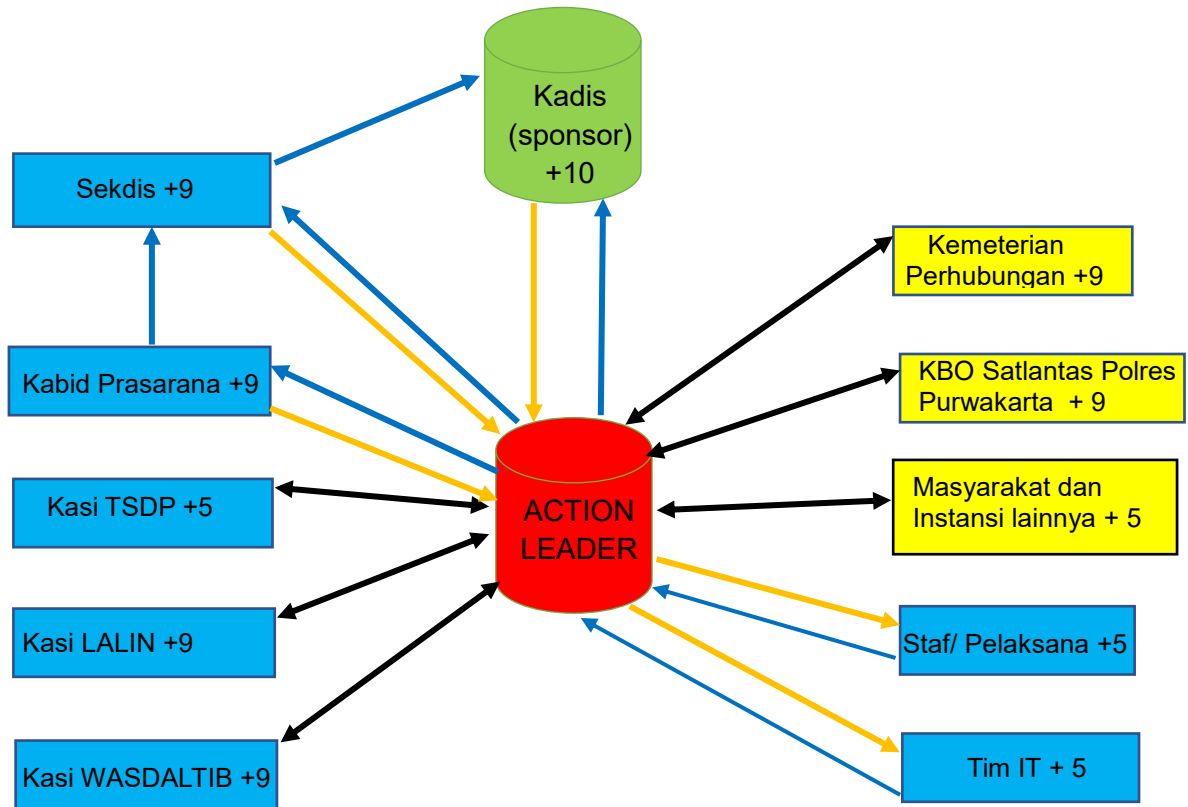 Kadis
(sponsor)
+10
Sekdis +9
Kemeterian
Perhubungan +9
Kabid Prasarana +9
KBO Satlantas Polres
Purwakarta + 9
Kasi TSDP +5
ACTION
LEADER
Masyarakat dan
Instansi lainnya + 5
Kasi LALIN +9
Staf/ Pelaksana +5
Kasi WASDALTIB +9
Tim IT + 5